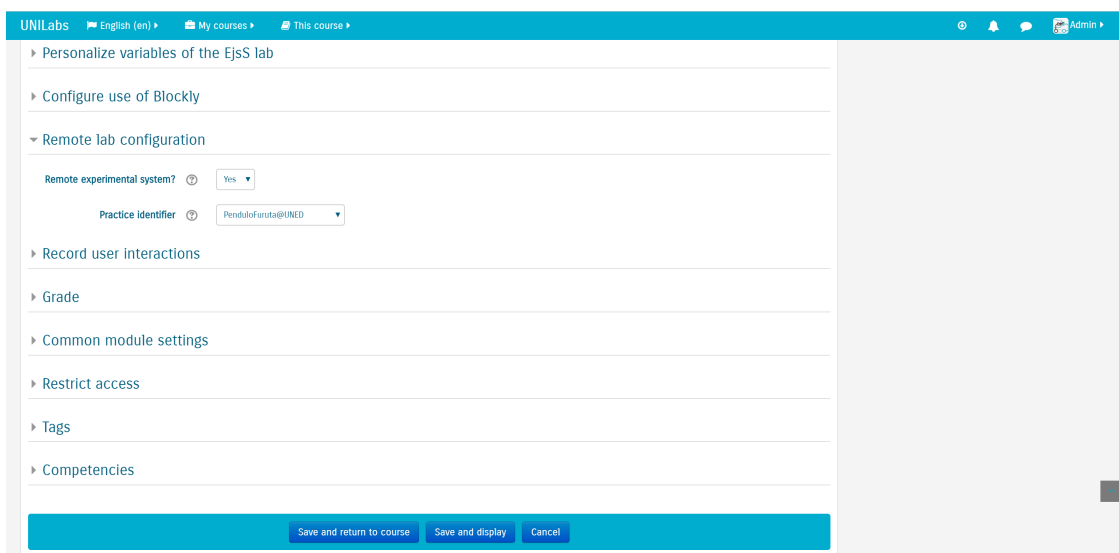 UNILabs English (en) My courses This course Admin
Personalize variables of the EjsS lab
Configure use of Blockly
Remote lab configuration
Remote experimental system? Yes
Practice identifier PenduloFuruta@UNED
Record user interactions
Grade
Common module settings
Restrict access
Tags
Competencies
Save and return to course Save and display Cancel